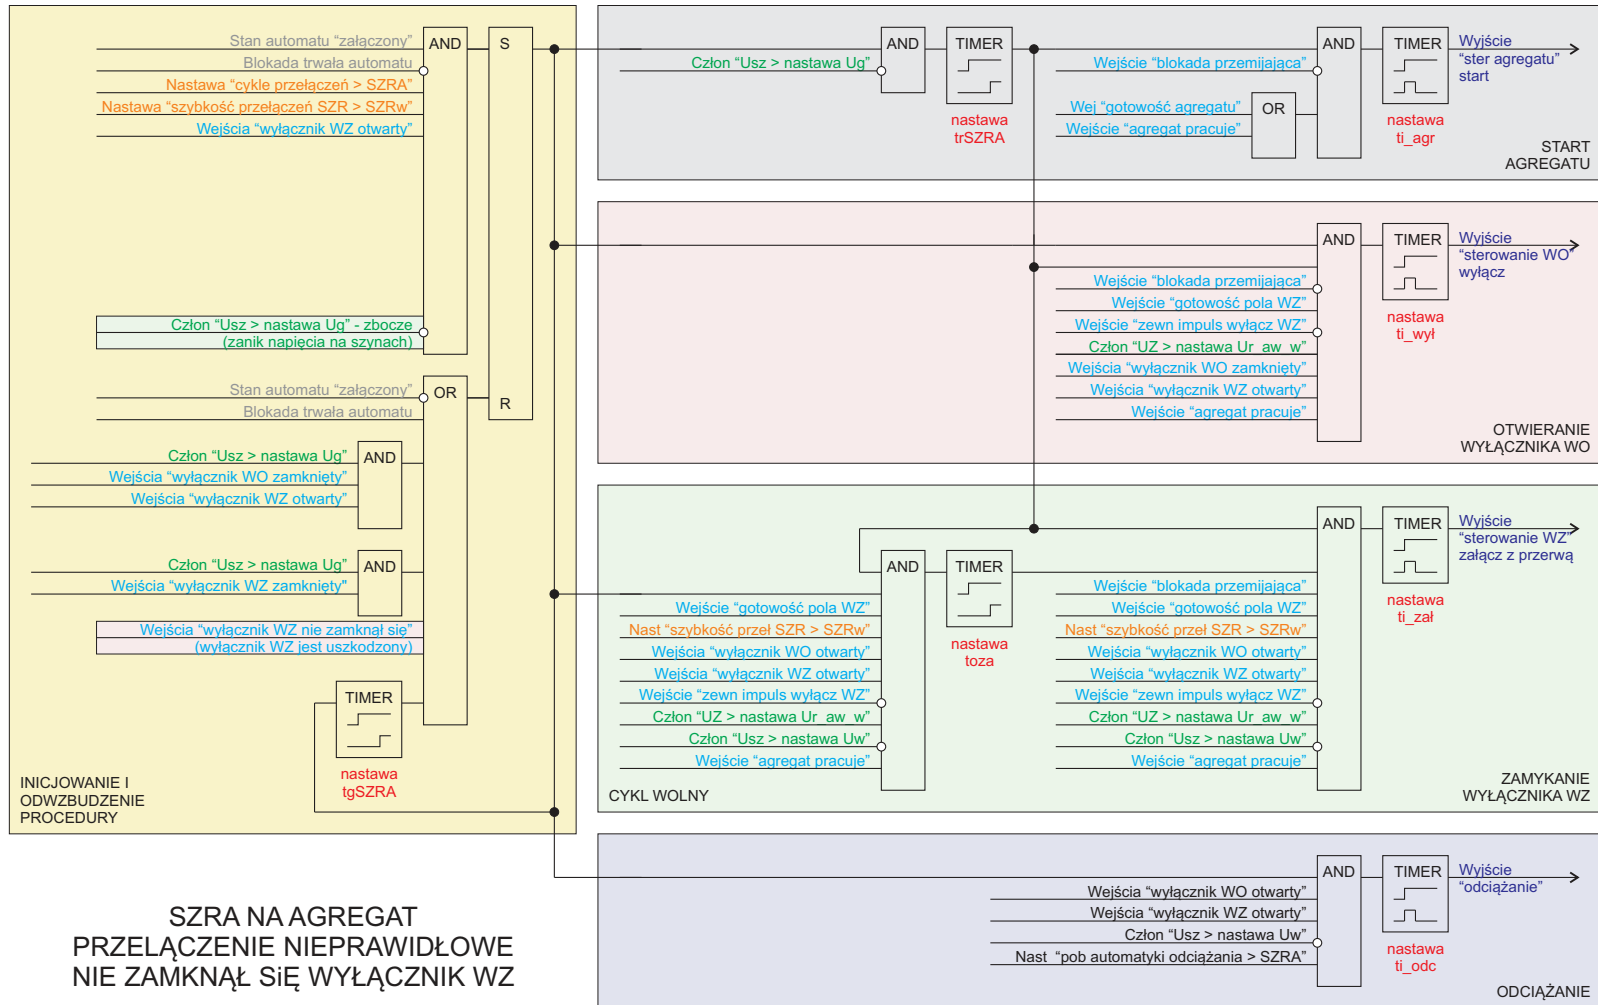 Stan automatu “załączony”
Blokada trwała automatu
Nastawa “cykle przełączeń > SZRA”
Nastawa “szybkość przełączeń SZR > SZRw”
Wejścia “wyłącznik WZ otwarty”
AND
S
Człon “Usz > nastawa Ug” - zbocze
(zanik napięcia na szynach)
Stan automatu “załączony”
Blokada trwała automatu
OR
R
Człon “Usz > nastawa Ug”
Wejścia “wyłącznik WO zamknięty”
Wejścia “wyłącznik WZ otwarty”
AND
Człon “Usz > nastawa Ug”
Wejścia “wyłącznik WZ zamknięty”
AND
Wejścia “wyłącznik WZ nie zamknął się”
(wyłącznik WZ jest uszkodzony)
TIMER
nastawa
tgSZRA
INICJOWANIE I
ODWZBUDZENIE
PROCEDURY
Człon “Usz > nastawa Ug”
AND
TIMER
nastawa
trSZRA
Wejście “blokada przemijająca”
Wej “gotowość agregatu”
Wejście “agregat pracuje”
OR
AND
TIMER
nastawa
ti_agr
Wyjście
“ster agregatu”
start
START
AGREGATU
Wejście “blokada przemijająca”
Wejście “gotowość pola WZ”
Wejście “zewn impuls wyłącz WZ”
Człon “UZ > nastawa Ur_aw_w”
Wejścia “wyłącznik WO zamknięty”
Wejścia “wyłącznik WZ otwarty”
Wejście “agregat pracuje”
AND
TIMER
nastawa
ti_wył
Wyjście
“sterowanie WO”
wyłącz
OTWIERANIE
WYŁĄCZNIKA WO
Wejście “gotowość pola WZ”
Nast “szybkość przeł SZR > SZRw”
Wejścia “wyłącznik WO otwarty”
Wejścia “wyłącznik WZ otwarty”
Wejście “zewn impuls wyłącz WZ”
Człon “UZ > nastawa Ur_aw_w”
Człon “Usz > nastawa Uw”
Wejście “agregat pracuje”
AND
TIMER
nastawa
toza
CYKL WOLNY
Wejście “blokada przemijająca”
Wejście “gotowość pola WZ”
Nast “szybkość przeł SZR > SZRw”
Wejścia “wyłącznik WO otwarty”
Wejścia “wyłącznik WZ otwarty”
Wejście “zewn impuls wyłącz WZ”
Człon “UZ > nastawa Ur_aw_w”
Człon “Usz > nastawa Uw”
Wejście “agregat pracuje”
AND
TIMER
nastawa
ti_zał
Wyjście
“sterowanie WZ”
załącz z przerwą
ZAMYKANIE
WYŁĄCZNIKA WZ
Wejścia “wyłącznik WO otwarty”
Wejścia “wyłącznik WZ otwarty”
Człon “Usz > nastawa Uw”
Nast “pob automatyki odciążania > SZRA”
AND
TIMER
nastawa
ti_odc
Wyjście
“odciążanie”
ODCIĄŻANIE
SZRA NA AGREGAT
PRZELĄCZENIE NIEPRAWIDŁOWE
NIE ZAMKNĄŁ SIĘ WYŁĄCZNIK WZ